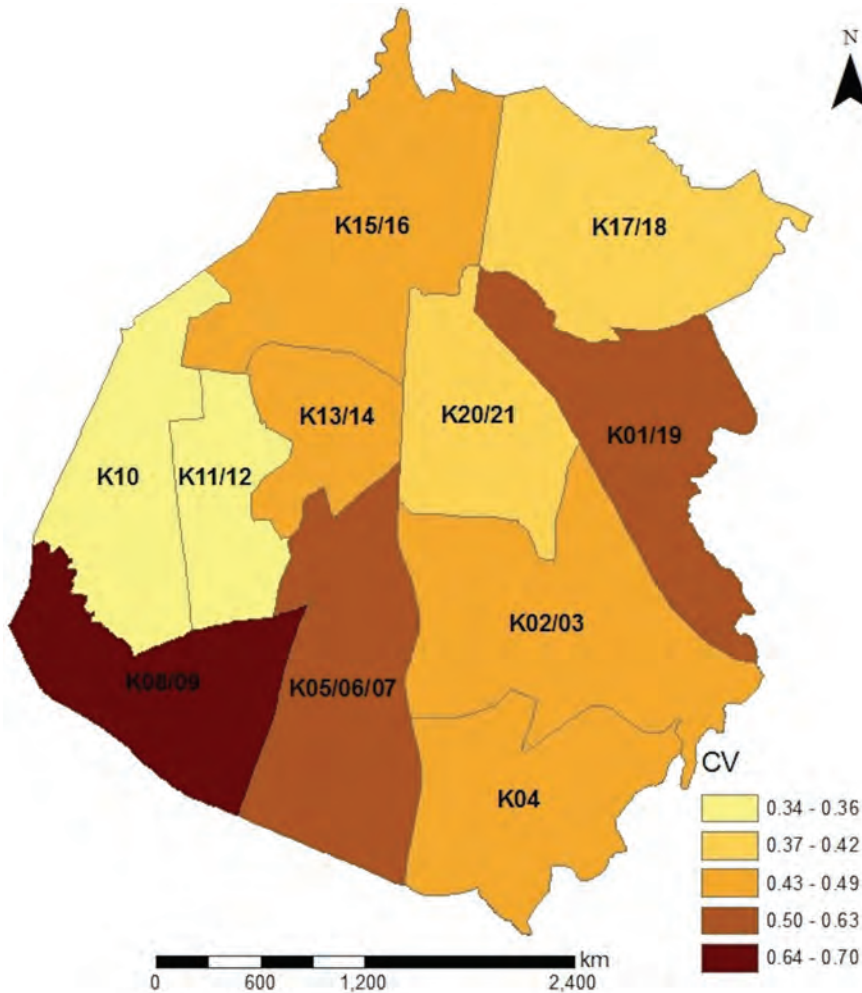 N
K15/16
K17/18
K13/14
K20/21
K01/19
K10
K11/12
K02/03
K08/09
K05/06/07
K04
CV
0.34 - 0.36
0.37 - 0.42
0.43 - 0.49
0.50 - 0.63
0.64 - 0.70
km
0 600 1,200 2,400